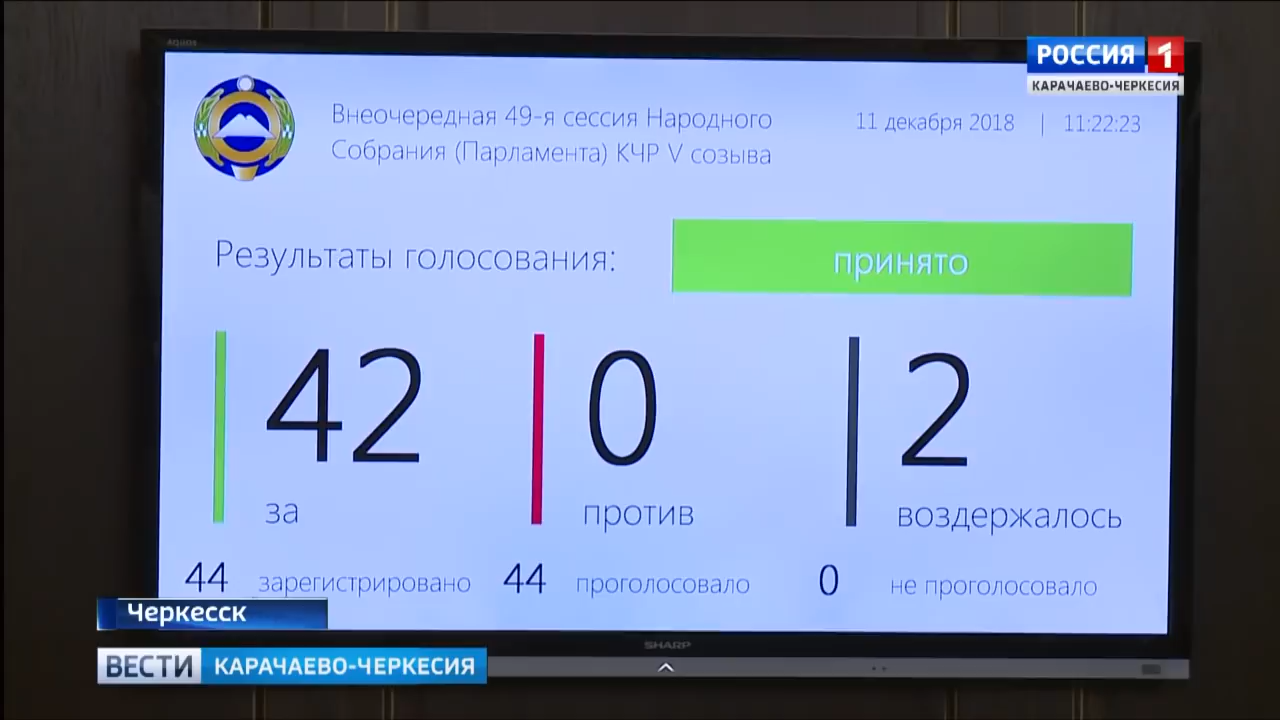 AQUOS
РОССИЯ 1
КАРАЧАЕВО-ЧЕРКЕСИЯ
Внеочередная 49-я сессия Народного
Собрания (Парламента) КЧР V созыва
11 декабря 2018 | 11:22:23
Результаты голосования:
принято
42 0 2
за против воздержалось
44 зарегистрировано 44 проголосовало 0 не проголосовало
Черкесск
SHARP
ВЕСТИ КАРАЧАЕВО-ЧЕРКЕСИЯ